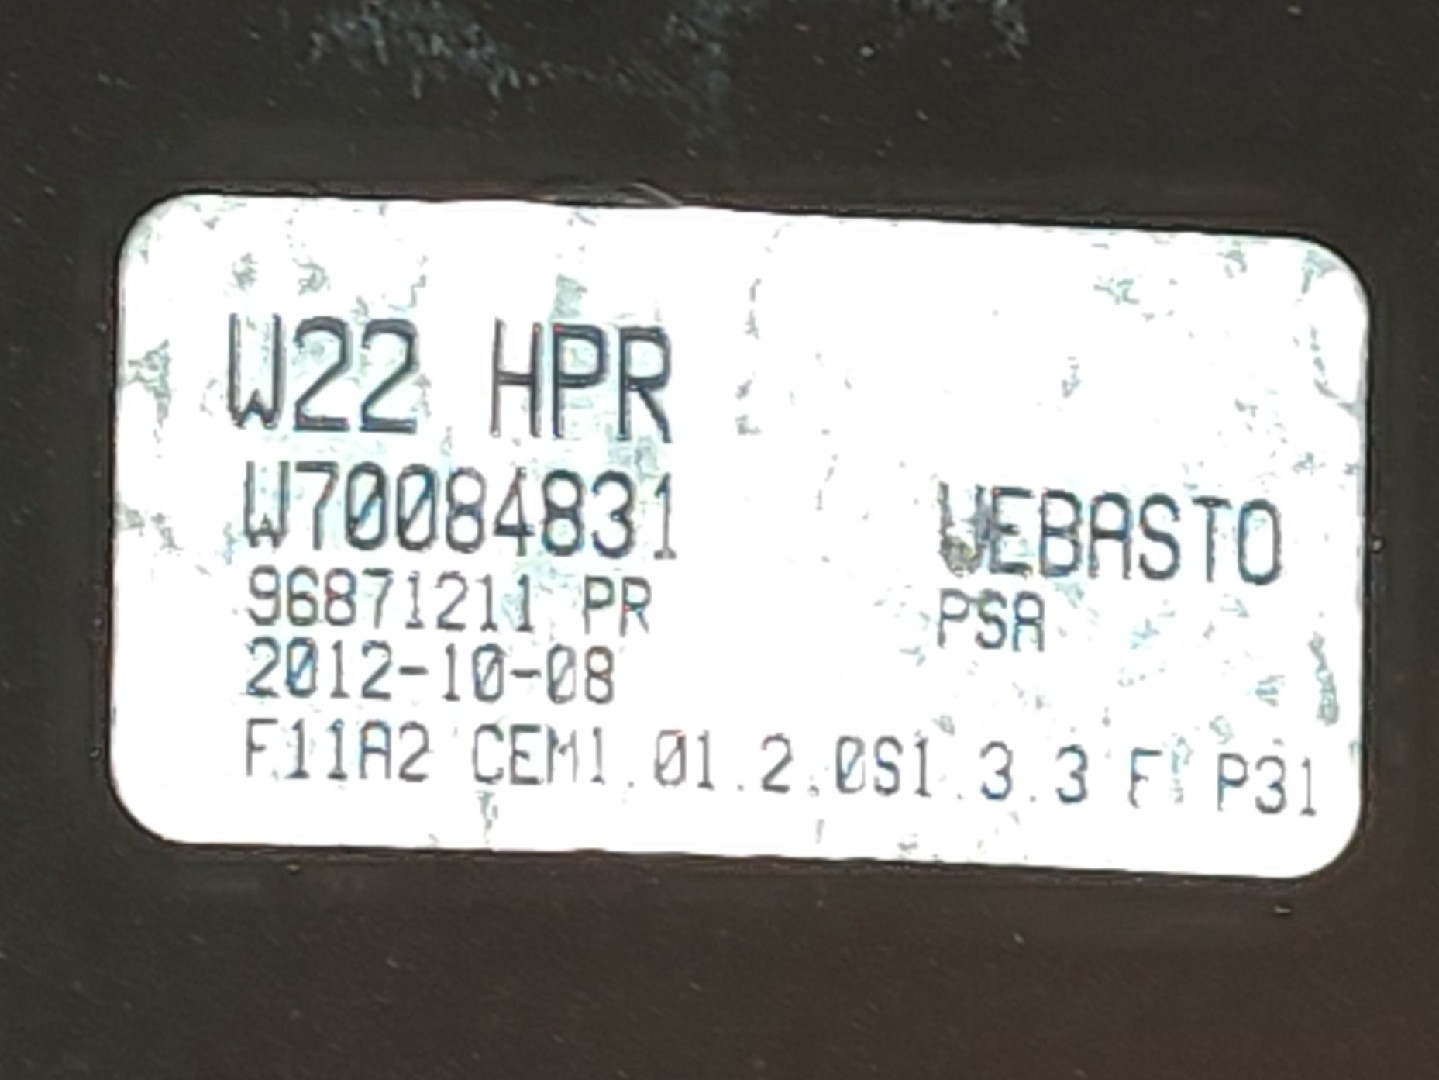 W22 HPR
W70084831
WEBASTO
96871211 PR
PSA
2012-10-08
F11A2 CEM1.01.2.0S1.3.3 F P31